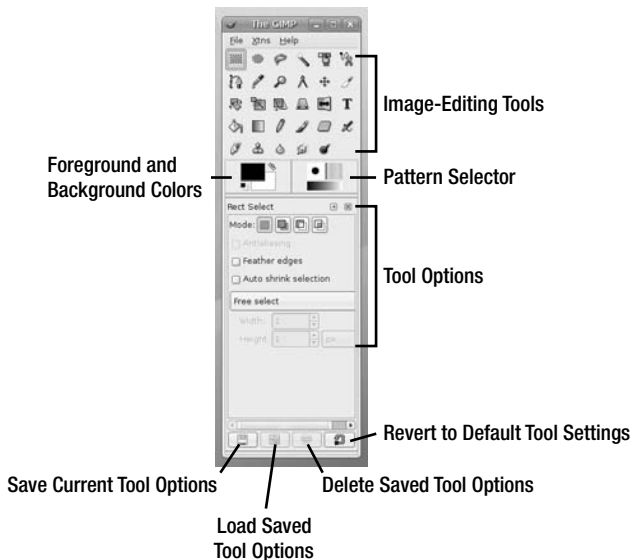 The GIMP
File Xtns Help
T
Image-Editing Tools
Foreground and
Background Colors
Pattern Selector
Rect Select
Mode:
Antialiasing
Feather edges
Auto shrink selection
Free select
Tool Options
Width: 1
Height 1 px
Revert to Default Tool Settings
Save Current Tool Options
Delete Saved Tool Options
Load Saved
Tool Options